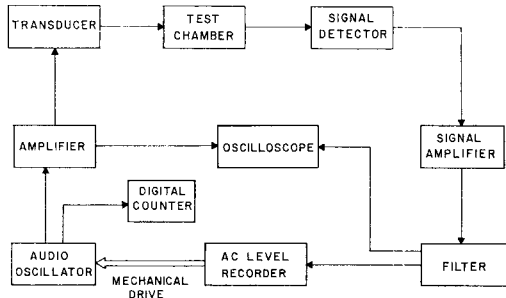 TRANSDUCER
TEST
CHAMBER
SIGNAL
DETECTOR
AMPLIFIER
OSCILLOSCOPE
SIGNAL
AMPLIFIER
DIGITAL
COUNTER
AUDIO
OSCILLATOR
MECHANICAL
DRIVE
AC LEVEL
RECORDER
FILTER